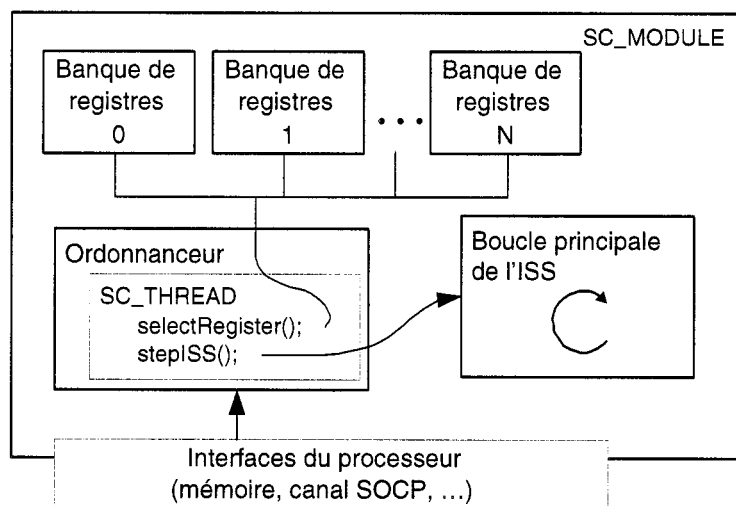 SC_MODULE
Banque de
registres
0
Banque de
registres
1
...
Banque de
registres
N
Ordonnanceur
SC_THREAD
selectRegister();
stepISS();
Boucle principale
de l'ISS
Interfaces du processeur
(mémoire, canal SOCP, ...)